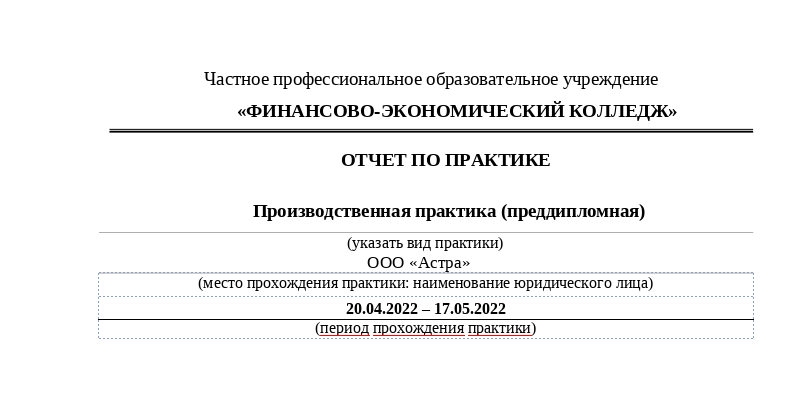 Частное профессиональное образовательное учреждение
«ФИНАНСОВО-ЭКОНОМИЧЕСКИЙ КОЛЛЕДЖ»
ОТЧЕТ ПО ПРАКТИКЕ
Производственная практика (преддипломная)
(указать вид практики)
ООО «Астра»
(место прохождения практики: наименование юридического лица)
20.04.2022 – 17.05.2022
(период прохождения практики)